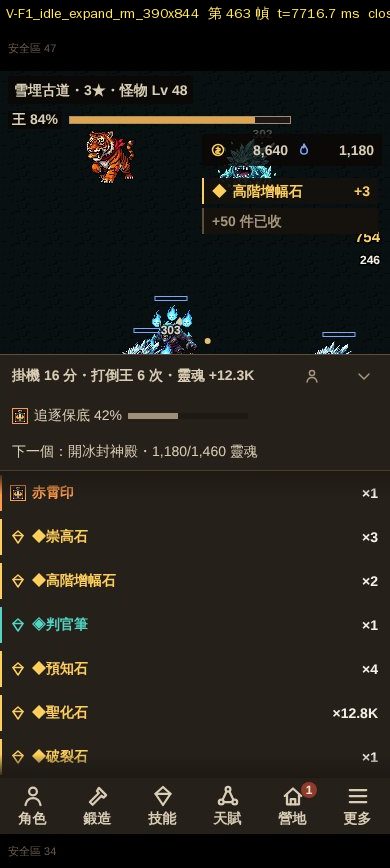 V-F1_idle_expand_rm_390x844 第 463 幀 t=7716.7 ms clos
安全區 47
雪埋古道・3★・怪物 Lv 48
王 84%
303
8,640 1,180
◆ 高階增幅石 +3
+50 件已收
754
246
303
掛機 16 分・打倒王 6 次・靈魂 +12.3K
追逐保底 42%
下一個：開冰封神殿・1,180/1,460 靈魂
赤霄印 ×1
◆崇高石 ×3
◆高階增幅石 ×2
◈判官筆 ×1
◆預知石 ×4
◆聖化石 ×12.8K
◆破裂石 ×1
角色 鍛造 技能 天賦 營地 1 更多
安全區 34